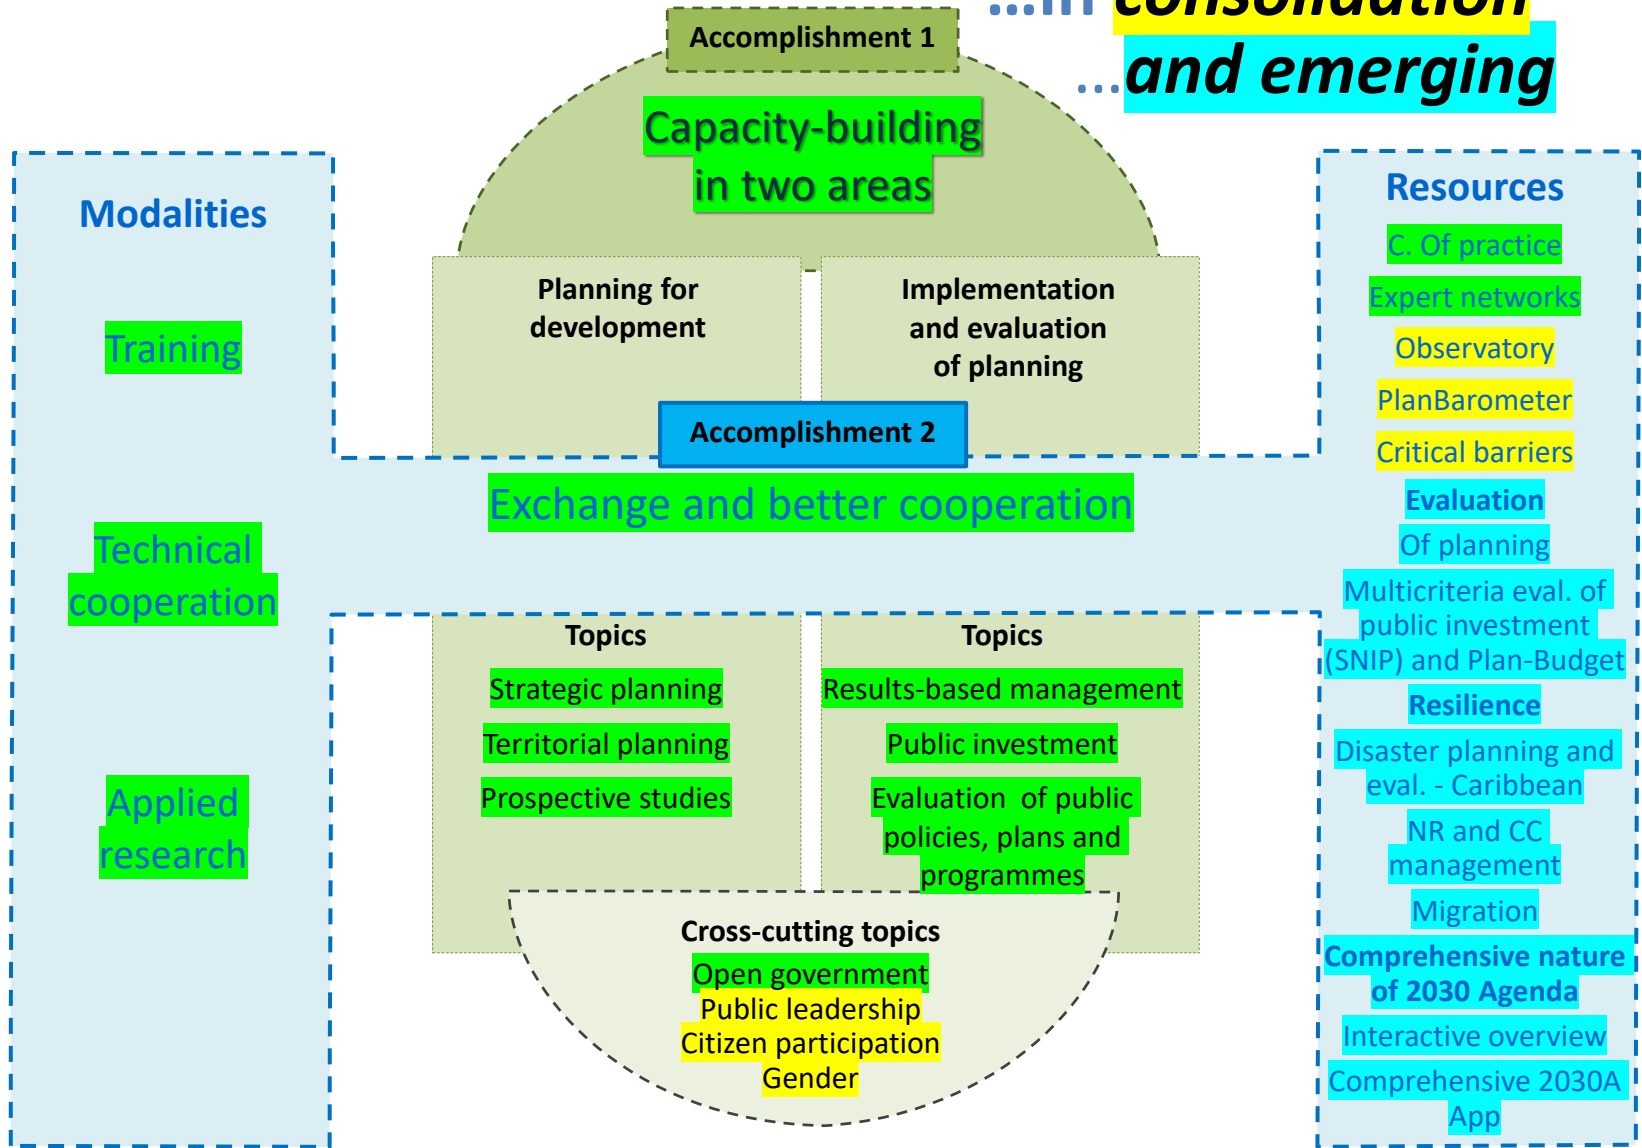 ...in consolidation
...and emerging
Accomplishment 1
Capacity-building
in two areas
Modalities
Training
Technical
cooperation
Applied
research
Planning for
development
Implementation
and evaluation
of planning
Accomplishment 2
Exchange and better cooperation
Topics
Strategic planning
Territorial planning
Prospective studies
Topics
Results-based management
Public investment
Evaluation of public
policies, plans and
programmes
Cross-cutting topics
Open government
Public leadership
Citizen participation
Gender
Resources
C. Of practice
Expert networks
Observatory
PlanBarometer
Critical barriers
Evaluation
Of planning
Multicriteria eval. of
public investment
(SNIP) and Plan-Budget
Resilience
Disaster planning and
eval. - Caribbean
NR and CC
management
Migration
Comprehensive nature
of 2030 Agenda
Interactive overview
Comprehensive 2030A
App